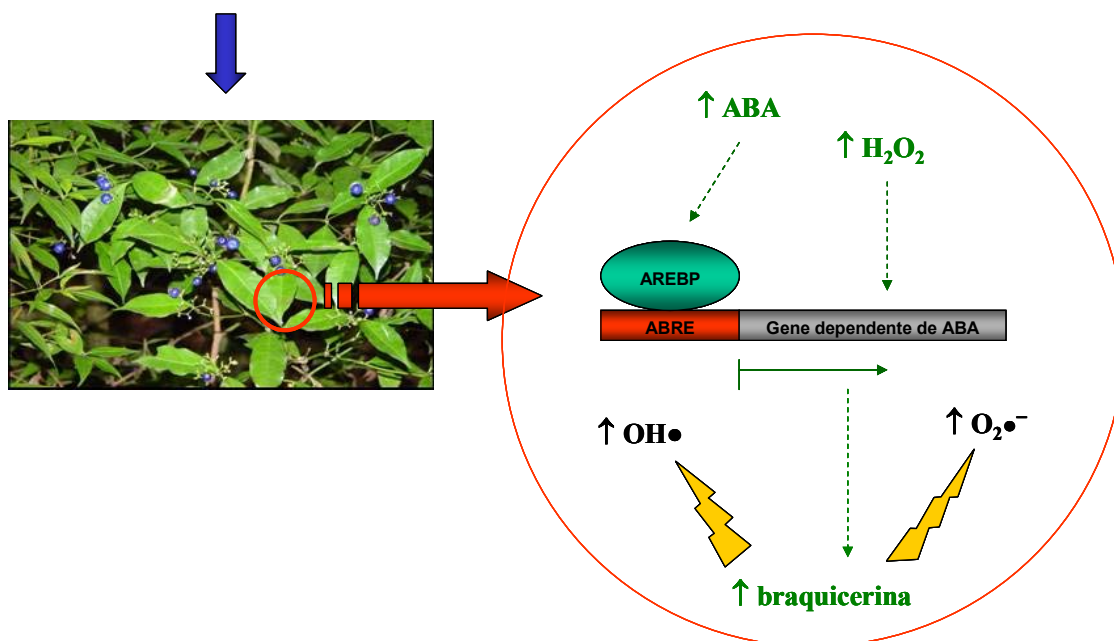 ↑ ABA
↑ H₂O₂
AREBP
ABRE
Gene dependente de ABA
↑ OH●
↑ O₂●⁻
↑ braquicerina